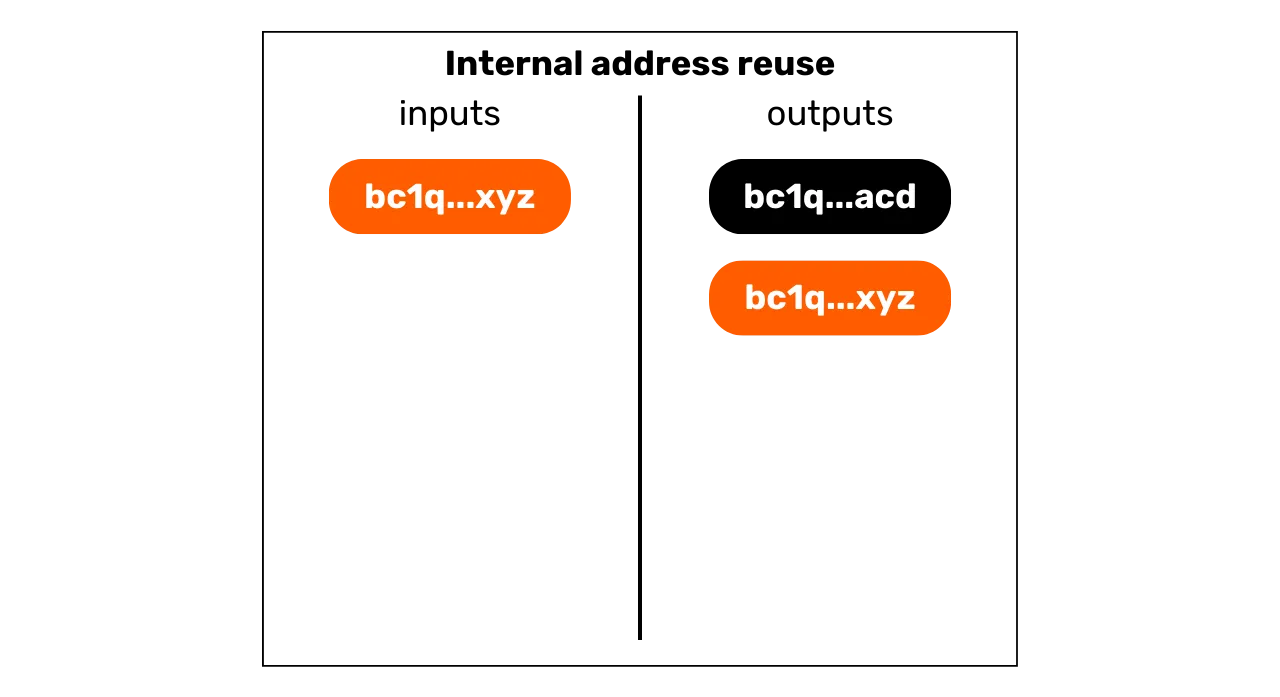 Internal address reuse
inputs
outputs
bc1q...xyz
bc1q...acd
bc1q...xyz